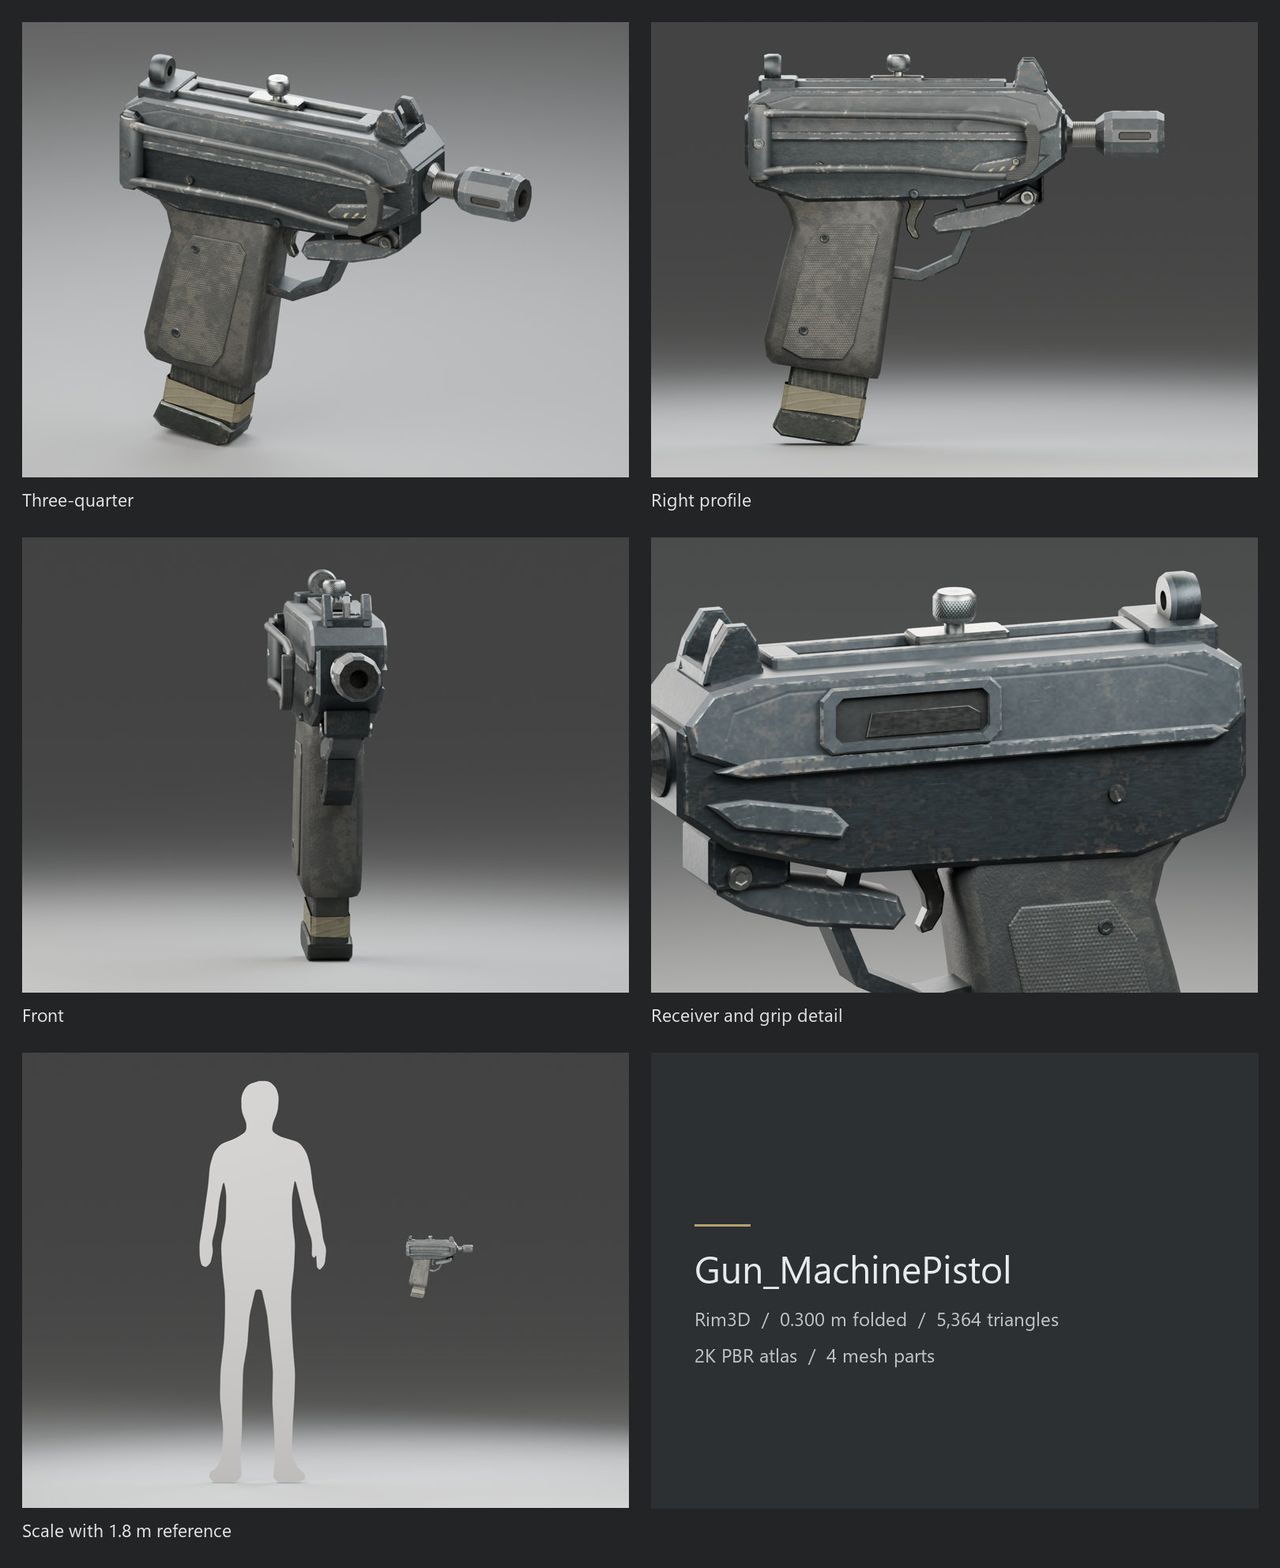 Three-quarter
Right profile
Front
Receiver and grip detail
Gun_MachinePistol
Rim3D / 0.300 m folded / 5,364 triangles
2K PBR atlas / 4 mesh parts
Scale with 1.8 m reference